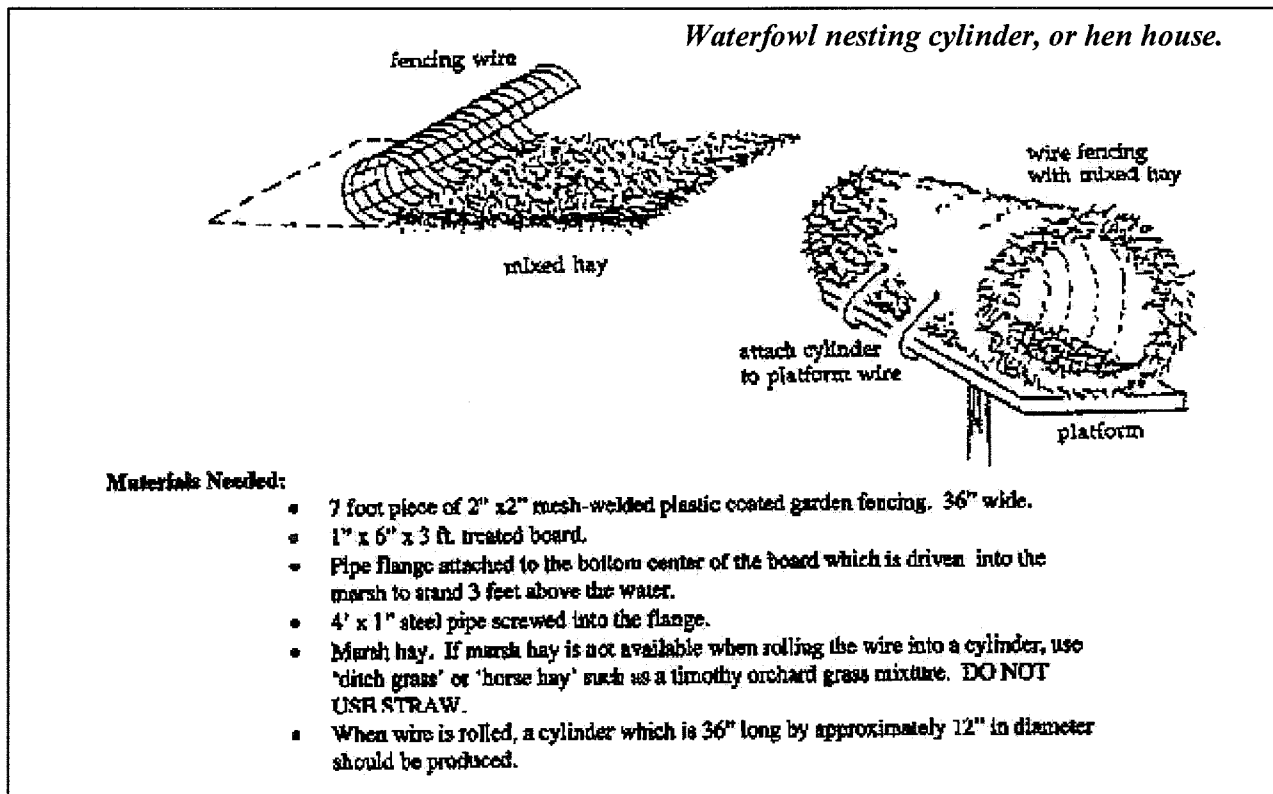 Waterfowl nesting cylinder, or hen house.
fencing wire
mixed hay
wire fencing
with mixed hay
attach cylinder
to platform wire
platform
Materials Needed:
• 7 foot piece of 2" x2" mesh-welded plastic coated garden fencing. 36" wide.
• 1" x 6" x 3 ft. treated board.
• Pipe flange attached to the bottom center of the board which is driven into the
marsh to stand 3 feet above the water.
• 4' x 1" steel pipe screwed into the flange.
• Marsh hay. If marsh hay is not available when rolling the wire into a cylinder, use
'ditch grass' or 'horse hay' such as a timothy orchard grass mixture. DO NOT
USE STRAW.
• When wire is rolled, a cylinder which is 36" long by approximately 12" in diameter
should be produced.